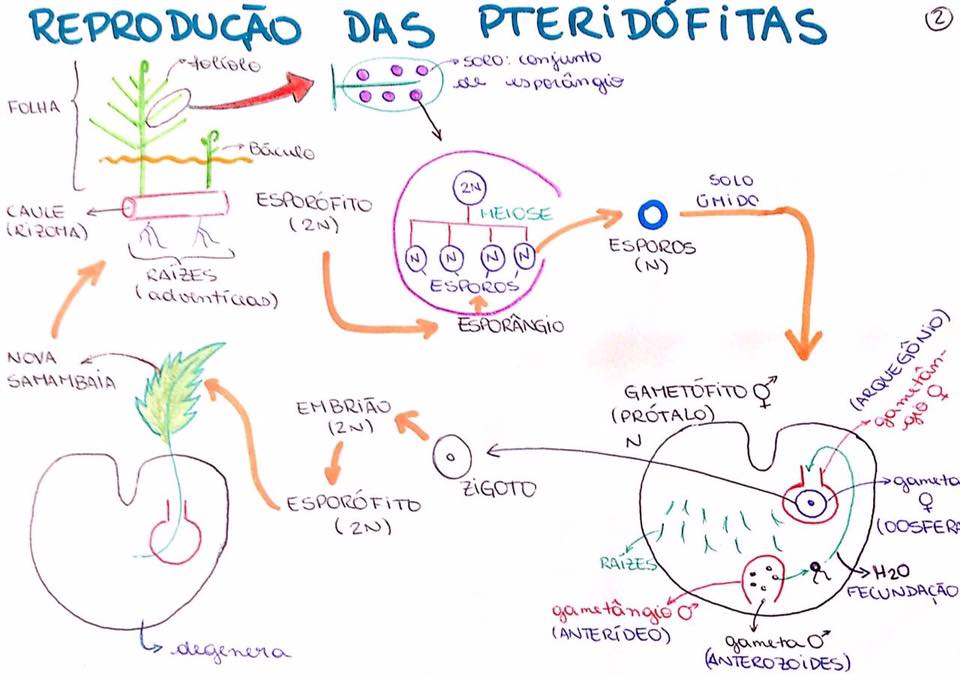 REPRODUÇÃO DAS PTERIDÓFITAS
2
FOLHA
folíolo
Báculo
CAULE
(RIZOMA)
RAÍZES
(adventícias)
soro: conjunto
de esporângio
ESPORÓFITO
(2N)
2N
MEIOSE
N N N N
ESPOROS
ESPORÂNGIO
ESPOROS
(N)
SOLO
ÚMIDO
GAMETÓFITO ⚥
(PRÓTALO)
N
(ARQUEGÔNIO)
gametân-
gio ♀
gameta
♀
(OOSFERA
H2O
FECUNDAÇÃO
RAÍZES
gametângio ♂
(ANTERÍDEO)
gameta ♂
(ANTEROZOIDES)
ZIGOTO
EMBRIÃO
(2N)
ESPORÓFITO
(2N)
NOVA
SAMAMBAIA
degenera